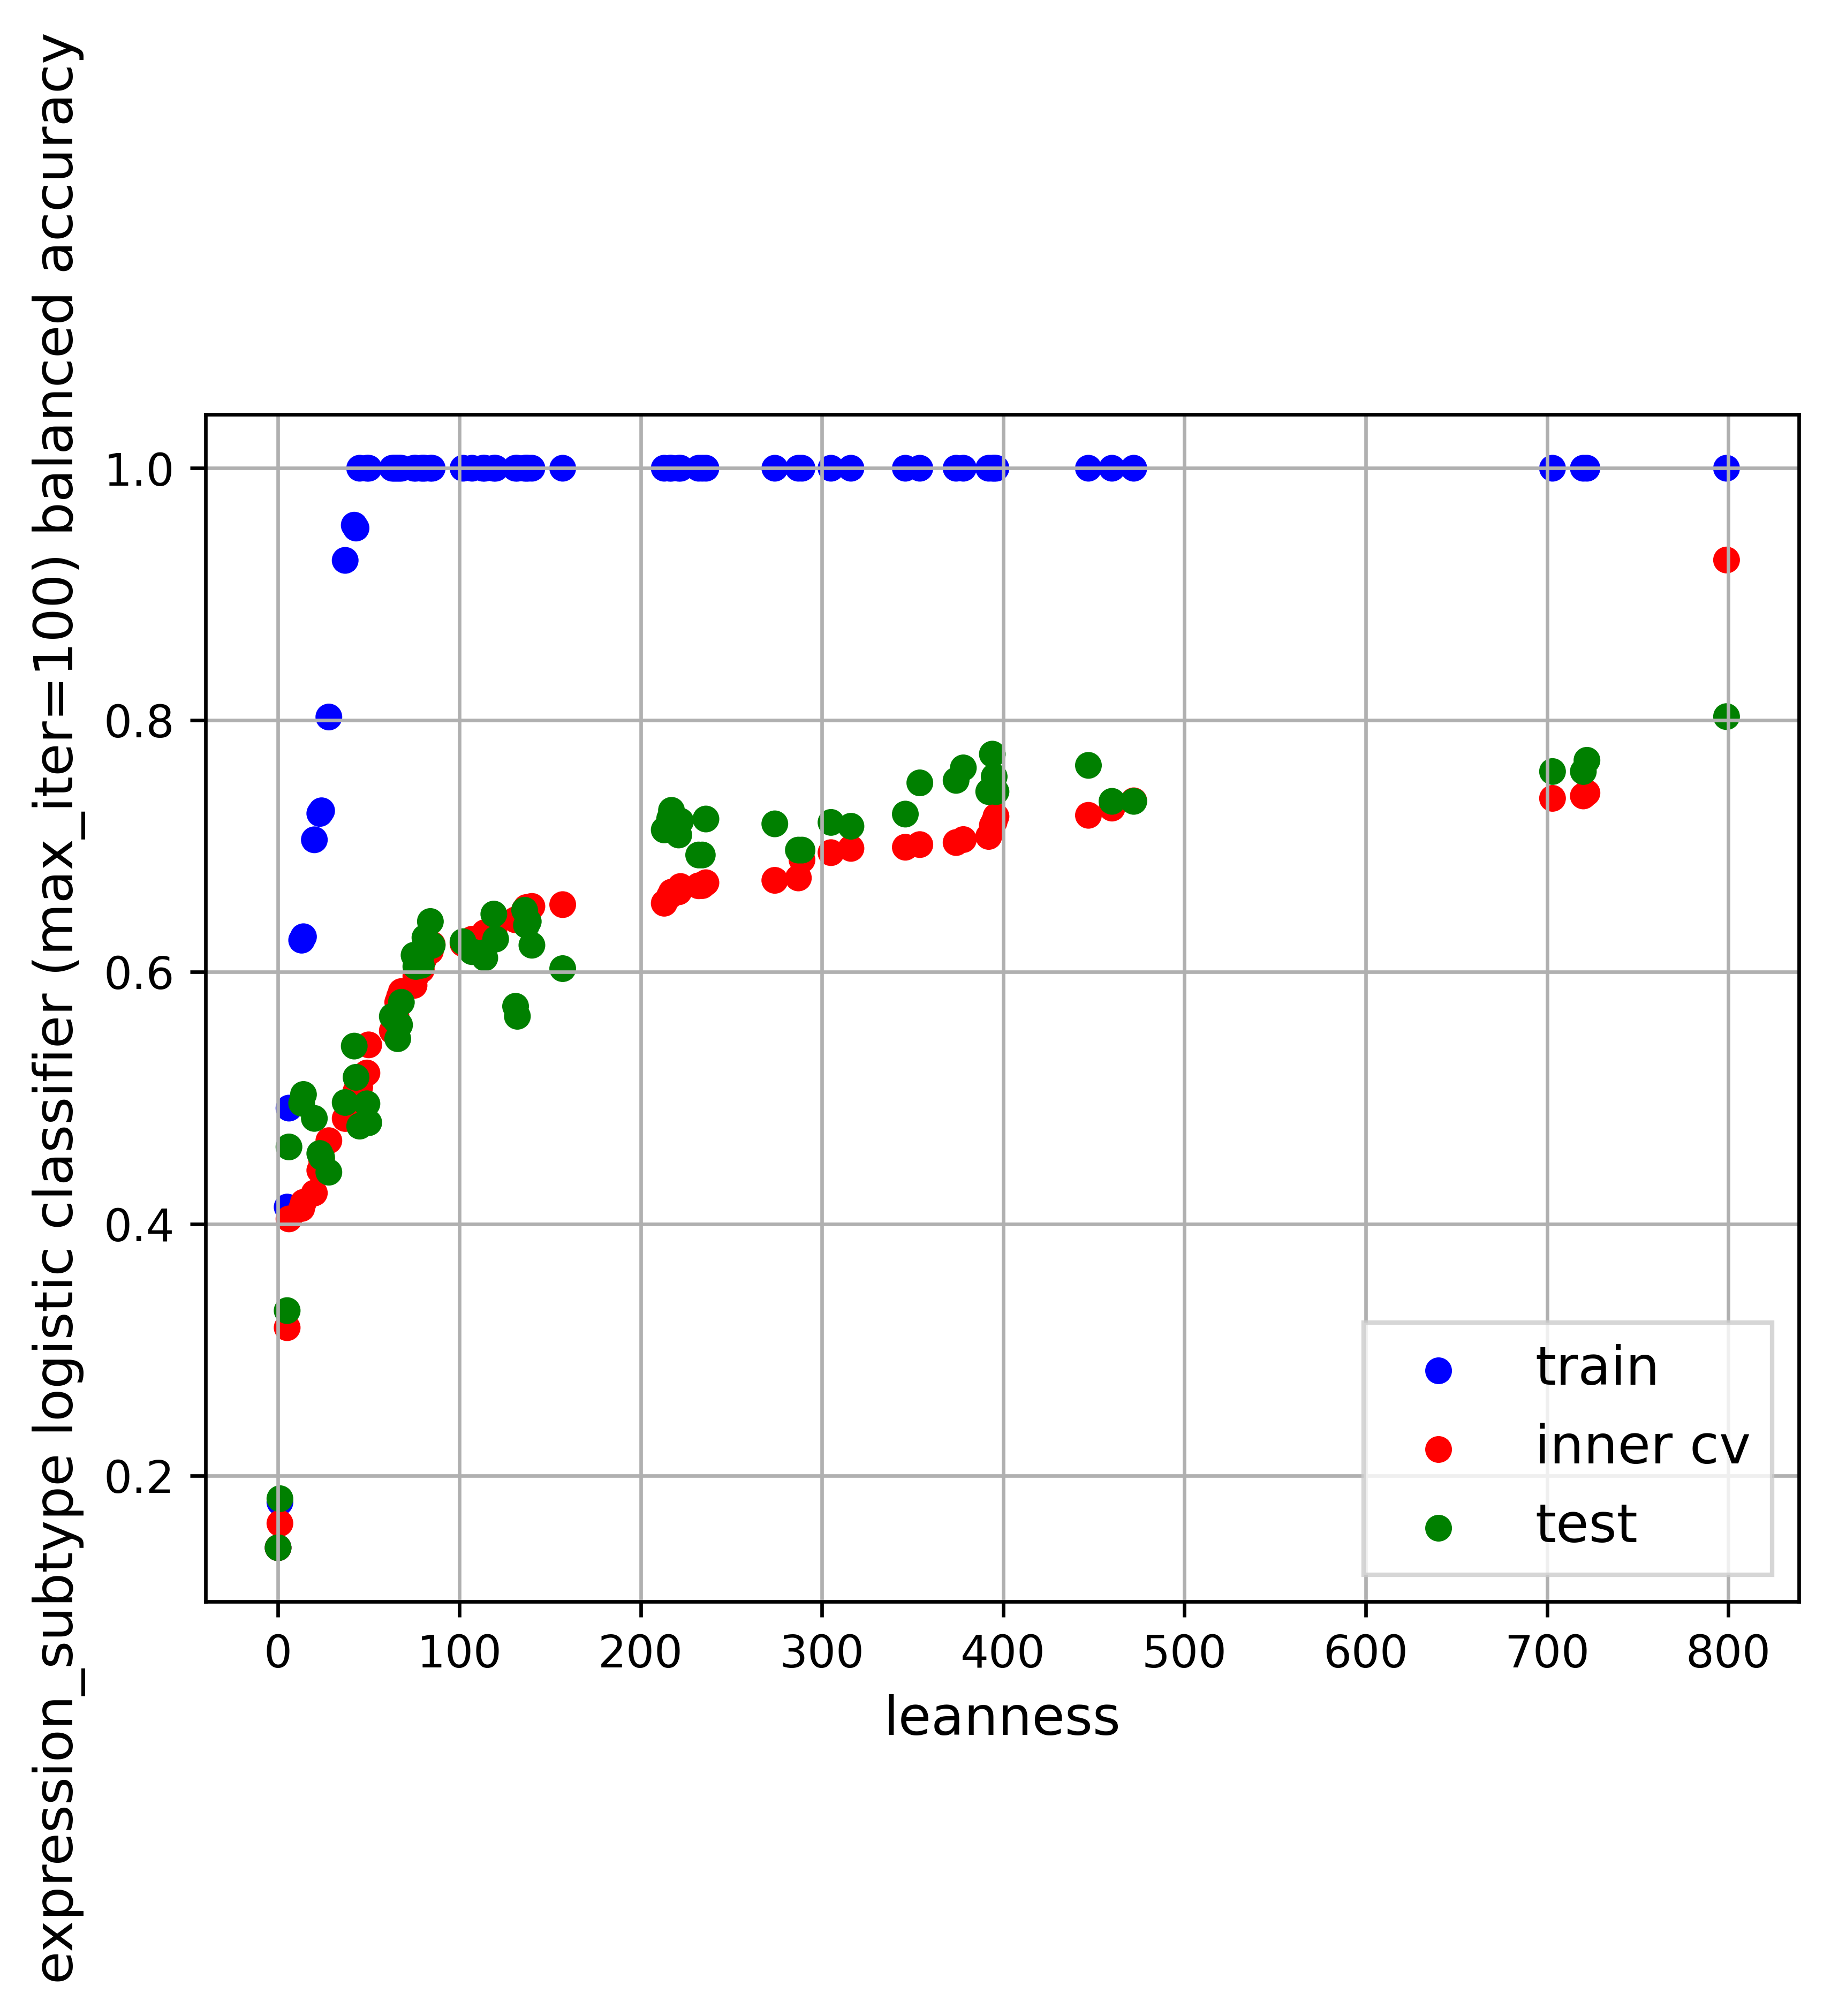 expression_subtype logistic classifier (max_iter=100) balanced accuracy
1.0
0.8
0.6
0.4
0.2
train
inner cv
test
0 100 200 300 400 500 600 700 800
leanness